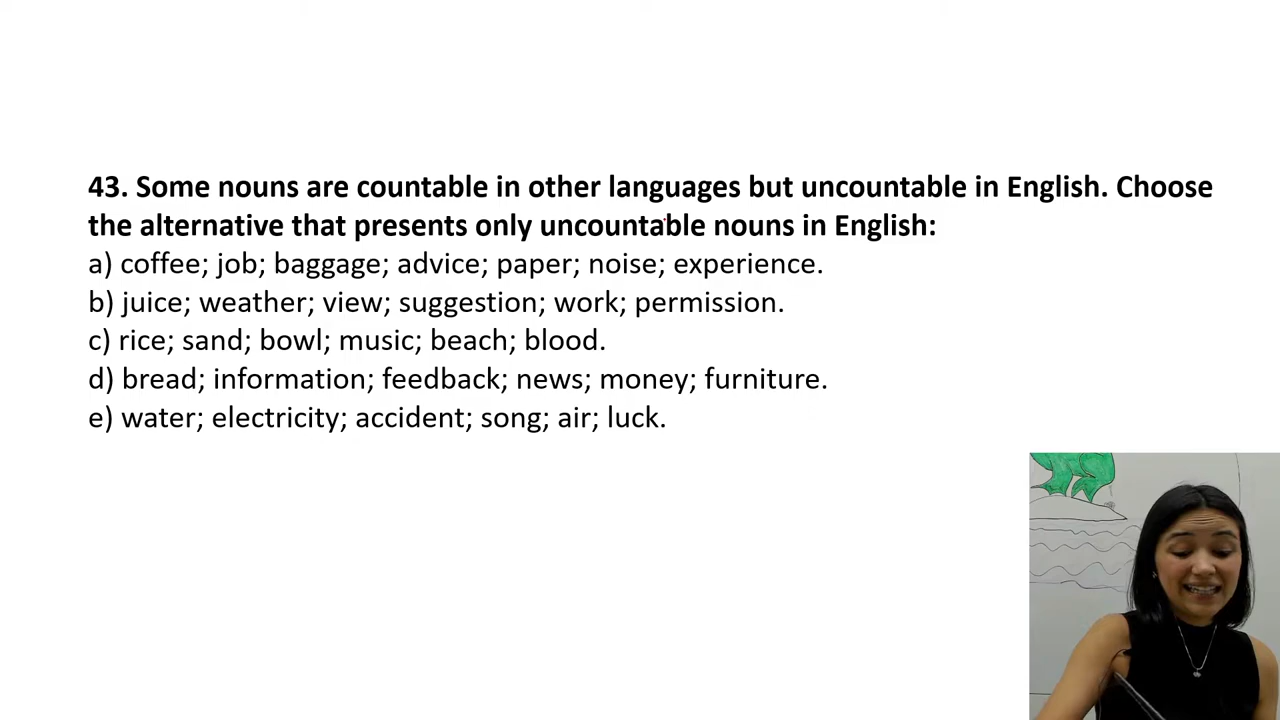 43. Some nouns are countable in other languages but uncountable in English. Choose
the alternative that presents only uncountable nouns in English:
a) coffee; job; baggage; advice; paper; noise; experience.
b) juice; weather; view; suggestion; work; permission.
c) rice; sand; bowl; music; beach; blood.
d) bread; information; feedback; news; money; furniture.
e) water; electricity; accident; song; air; luck.